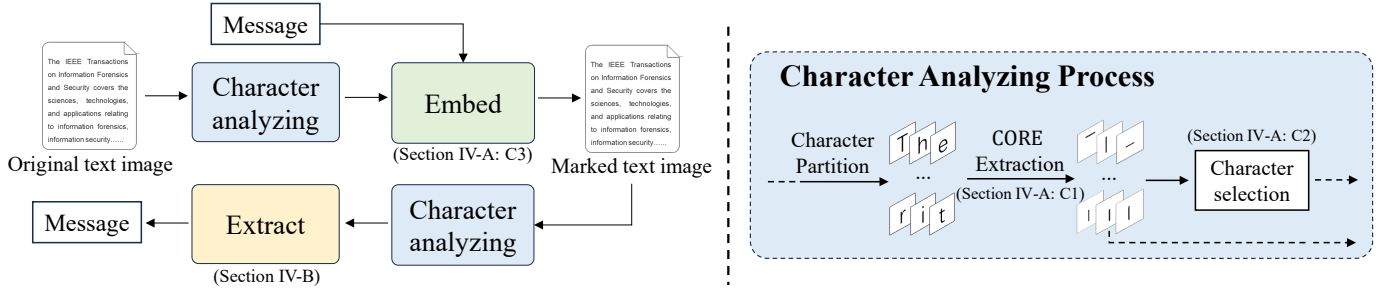 Message
The IEEE Transactions
on Information Forensics
and Security covers the
sciences, technologies,
and applications relating
to information forensics,
information security……
Original text image
Character
analyzing
Embed
(Section IV-A: C3)
The IEEE Transactions
on Information Forensics
and Security covers the
sciences, technologies,
and applications relating
to information forensics,
information security……
Marked text image
Message
Extract
(Section IV-B)
Character
analyzing
Character Analyzing Process
Character
Partition
The
...
rit
CORE
Extraction
(Section IV-A: C1)
...
(Section IV-A: C2)
Character
selection